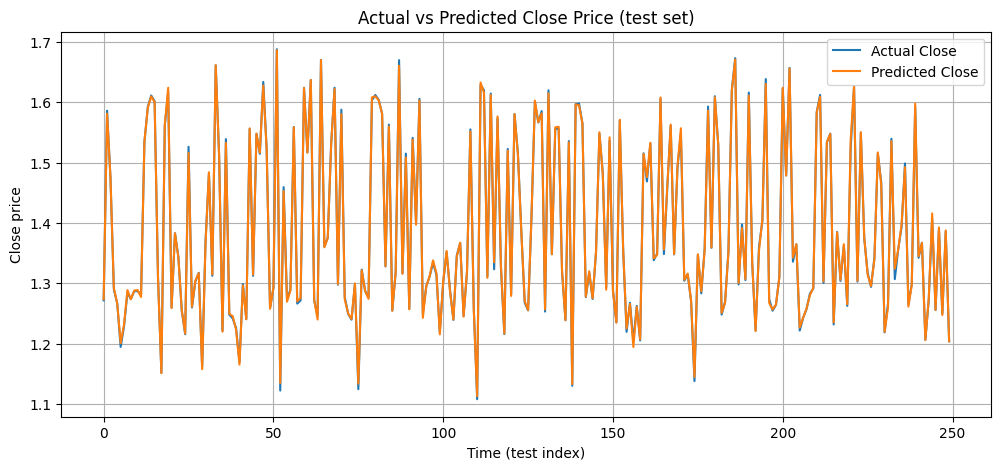 Actual vs Predicted Close Price (test set)
Actual Close
Predicted Close
Close price
1.7
1.6
1.5
1.4
1.3
1.2
1.1
0
50
100
150
200
250
Time (test index)